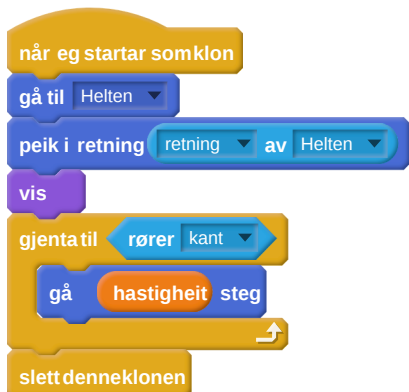 når eg startar som klon
gå til Helten
peik i retning retning av Helten
vis
gjenta til rører kant
gå hastigheit steg
slett denne klonen